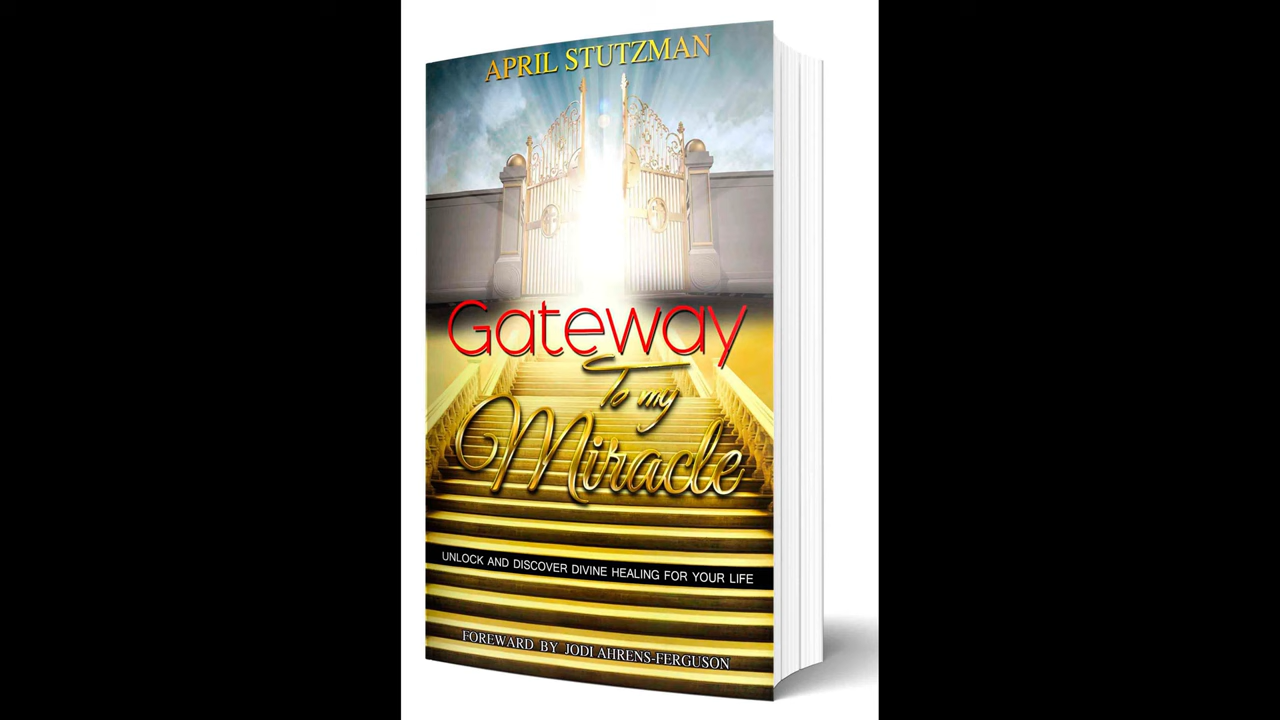 APRIL STUTZMAN
Gateway
To my
Miracle
UNLOCK AND DISCOVER DIVINE HEALING FOR YOUR LIFE
FOREWARD BY JODI AHRENS-FERGUSON